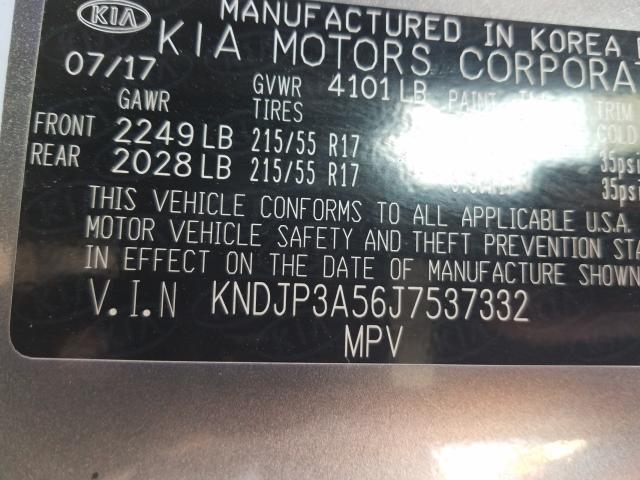 KIA
MANUFACTURED IN KOREA
KIA MOTORS CORPORA
07/17 GVWR 4101 LB PAINT TRIM
GAWR TIRES
FRONT 2249 LB 215/55 R17 35psi
REAR 2028 LB 215/55 R17 35psi
THIS VEHICLE CONFORMS TO ALL APPLICABLE U.S.A.
MOTOR VEHICLE SAFETY AND THEFT PREVENTION STA
IN EFFECT ON THE DATE OF MANUFACTURE SHOWN
V.I.N KNDJP3A56J7537332
MPV